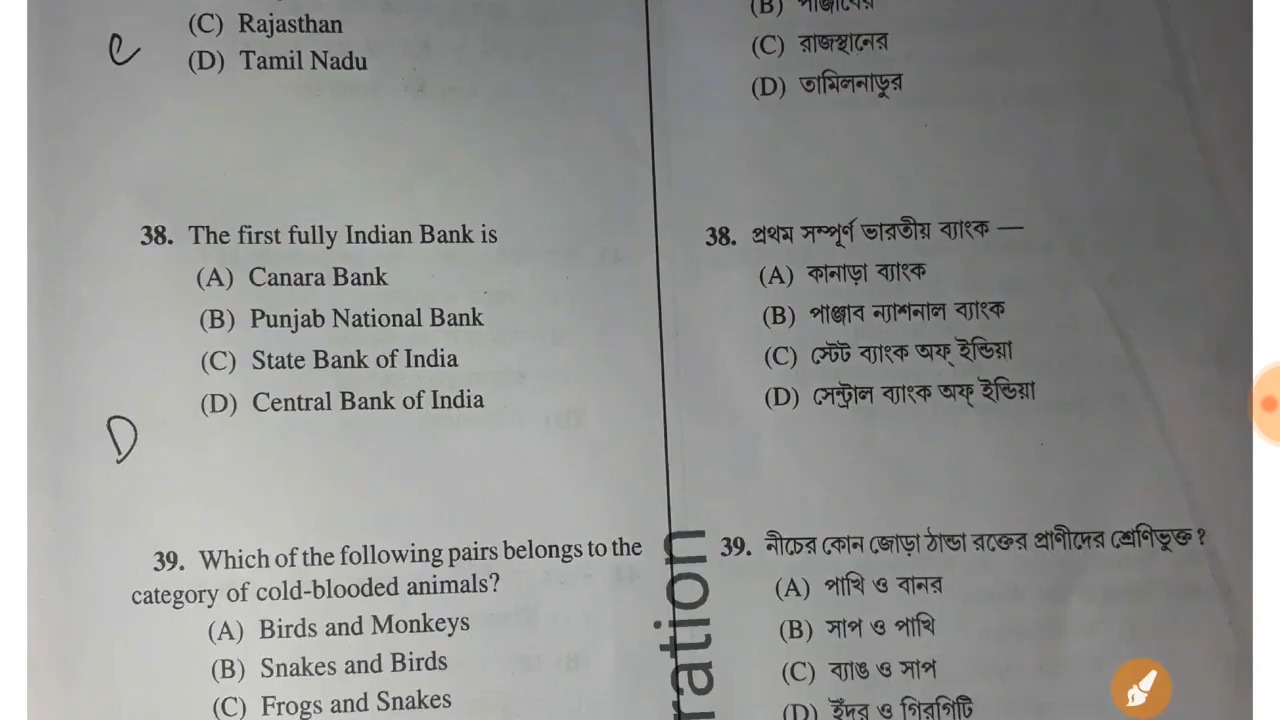 (C) Rajasthan
(D) Tamil Nadu
C
38. The first fully Indian Bank is
(A) Canara Bank
(B) Punjab National Bank
(C) State Bank of India
(D) Central Bank of India
D
39. Which of the following pairs belongs to the
category of cold-blooded animals?
(A) Birds and Monkeys
(B) Snakes and Birds
(C) Frogs and Snakes
ration
(B) পাঞ্জাবের
(C) রাজস্থানের
(D) তামিলনাড়ুর
38. প্রথম সম্পূর্ণ ভারতীয় ব্যাংক —
(A) কানাড়া ব্যাংক
(B) পাঞ্জাব ন্যাশনাল ব্যাংক
(C) স্টেট ব্যাংক অফ্ ইন্ডিয়া
(D) সেন্ট্রাল ব্যাংক অফ্ ইন্ডিয়া
39. নীচের কোন জোড়া ঠান্ডা রক্তের প্রাণীদের শ্রেণিভুক্ত?
(A) পাখি ও বানর
(B) সাপ ও পাখি
(C) ব্যাঙ ও সাপ
(D) ইঁদুর ও গিরগিটি